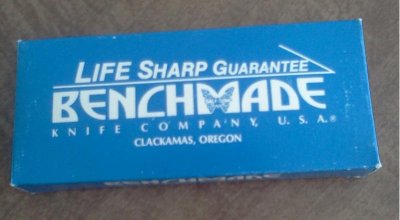 LIFE SHARP GUARANTEE
BENCHMADE
KNIFE COMPANY, U.S.A.®
CLACKAMAS, OREGON